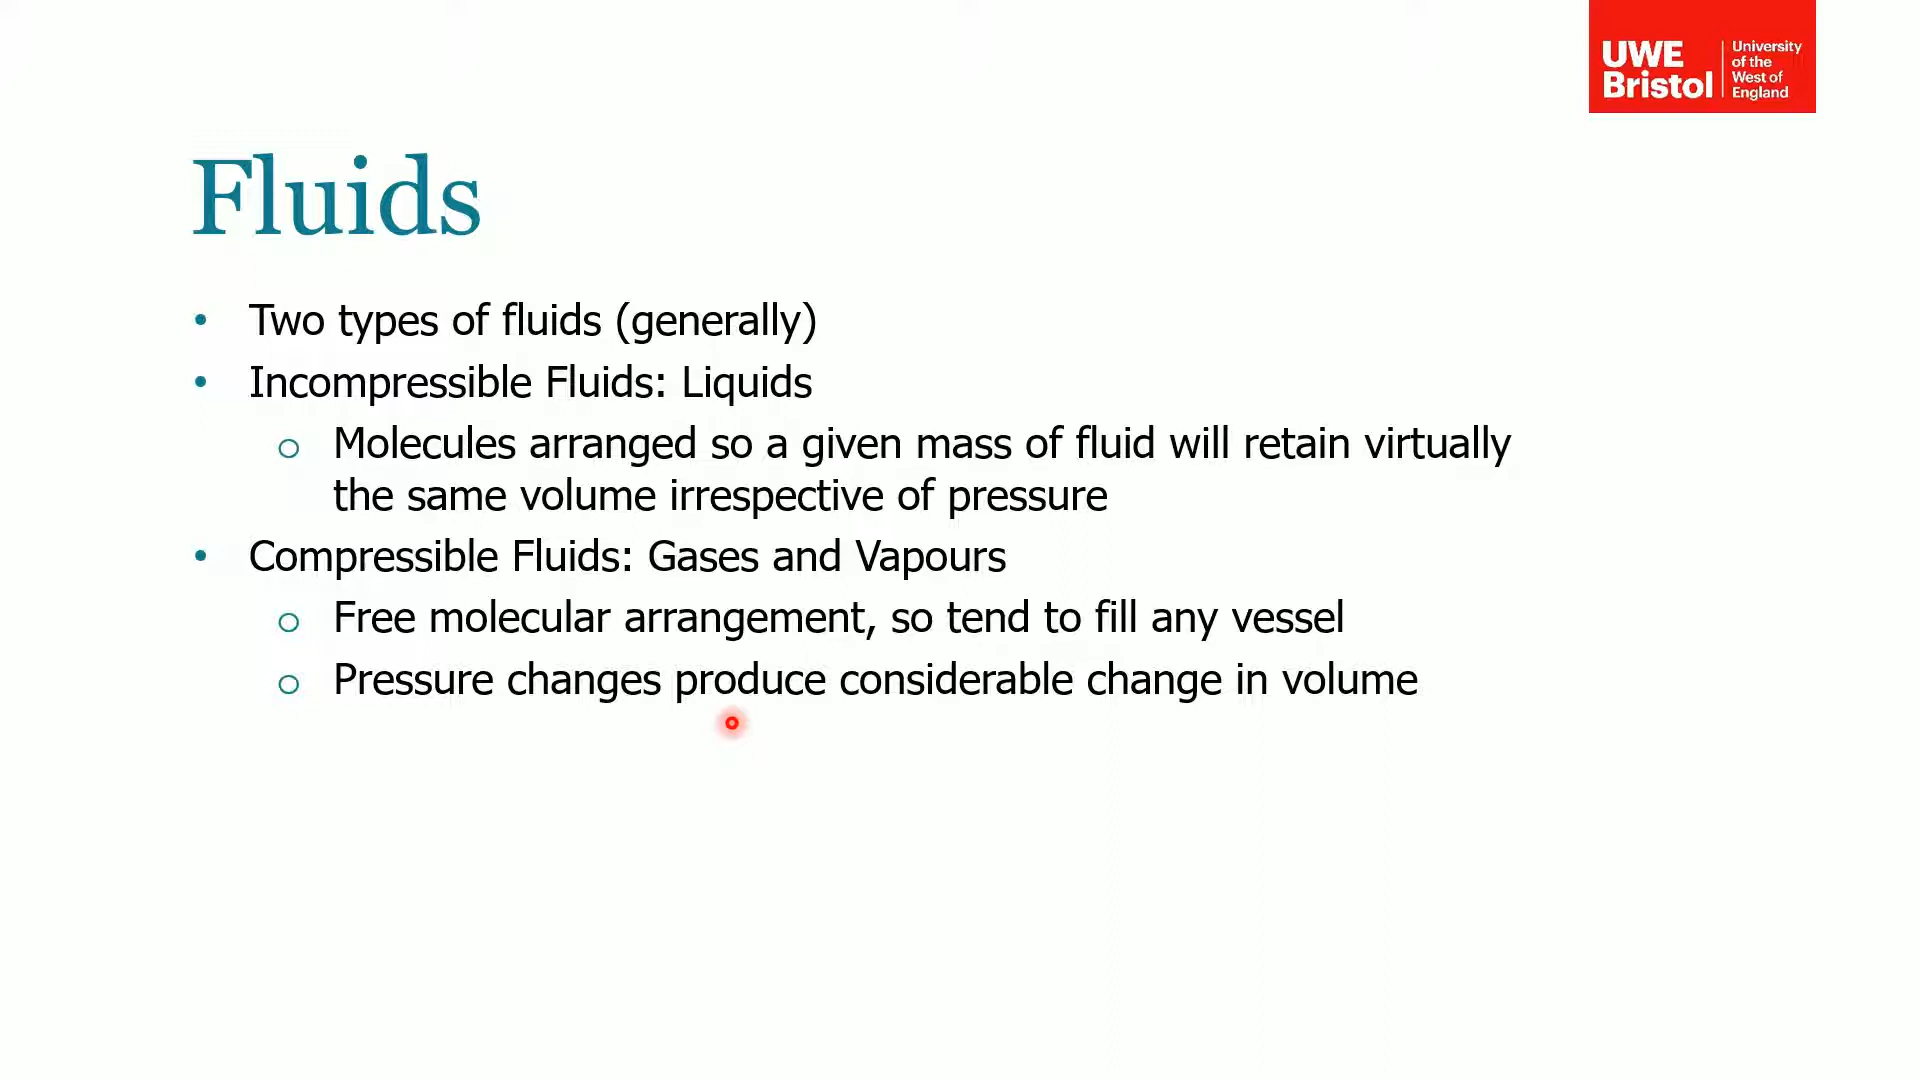 UWE
Bristol
University
of the
West of
England
Fluids
• Two types of fluids (generally)
• Incompressible Fluids: Liquids
o Molecules arranged so a given mass of fluid will retain virtually
the same volume irrespective of pressure
• Compressible Fluids: Gases and Vapours
o Free molecular arrangement, so tend to fill any vessel
o Pressure changes produce considerable change in volume